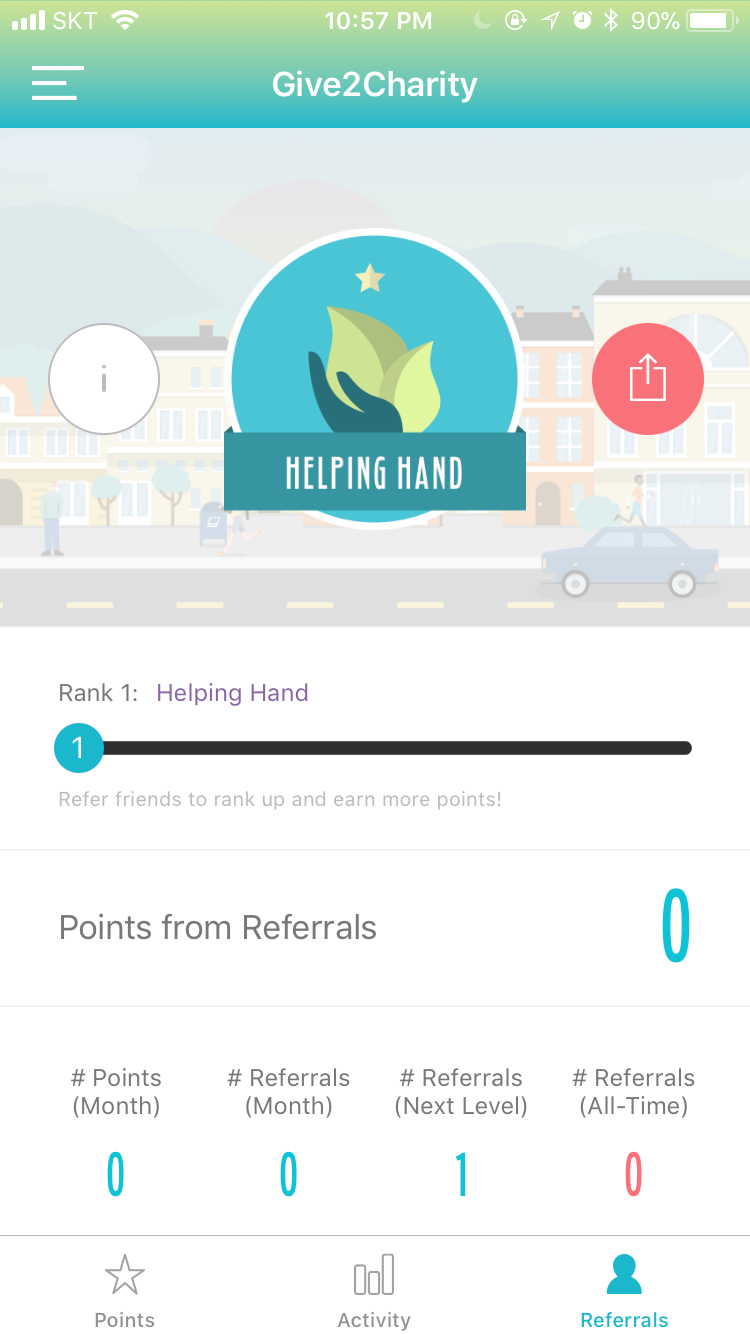 SKT 10:57 PM 90%
Give2Charity
i
HELPING HAND
Rank 1: Helping Hand
1
Refer friends to rank up and earn more points!
Points from Referrals 0
# Points # Referrals # Referrals # Referrals
(Month) (Month) (Next Level) (All-Time)
0 0 1 0
Points Activity Referrals